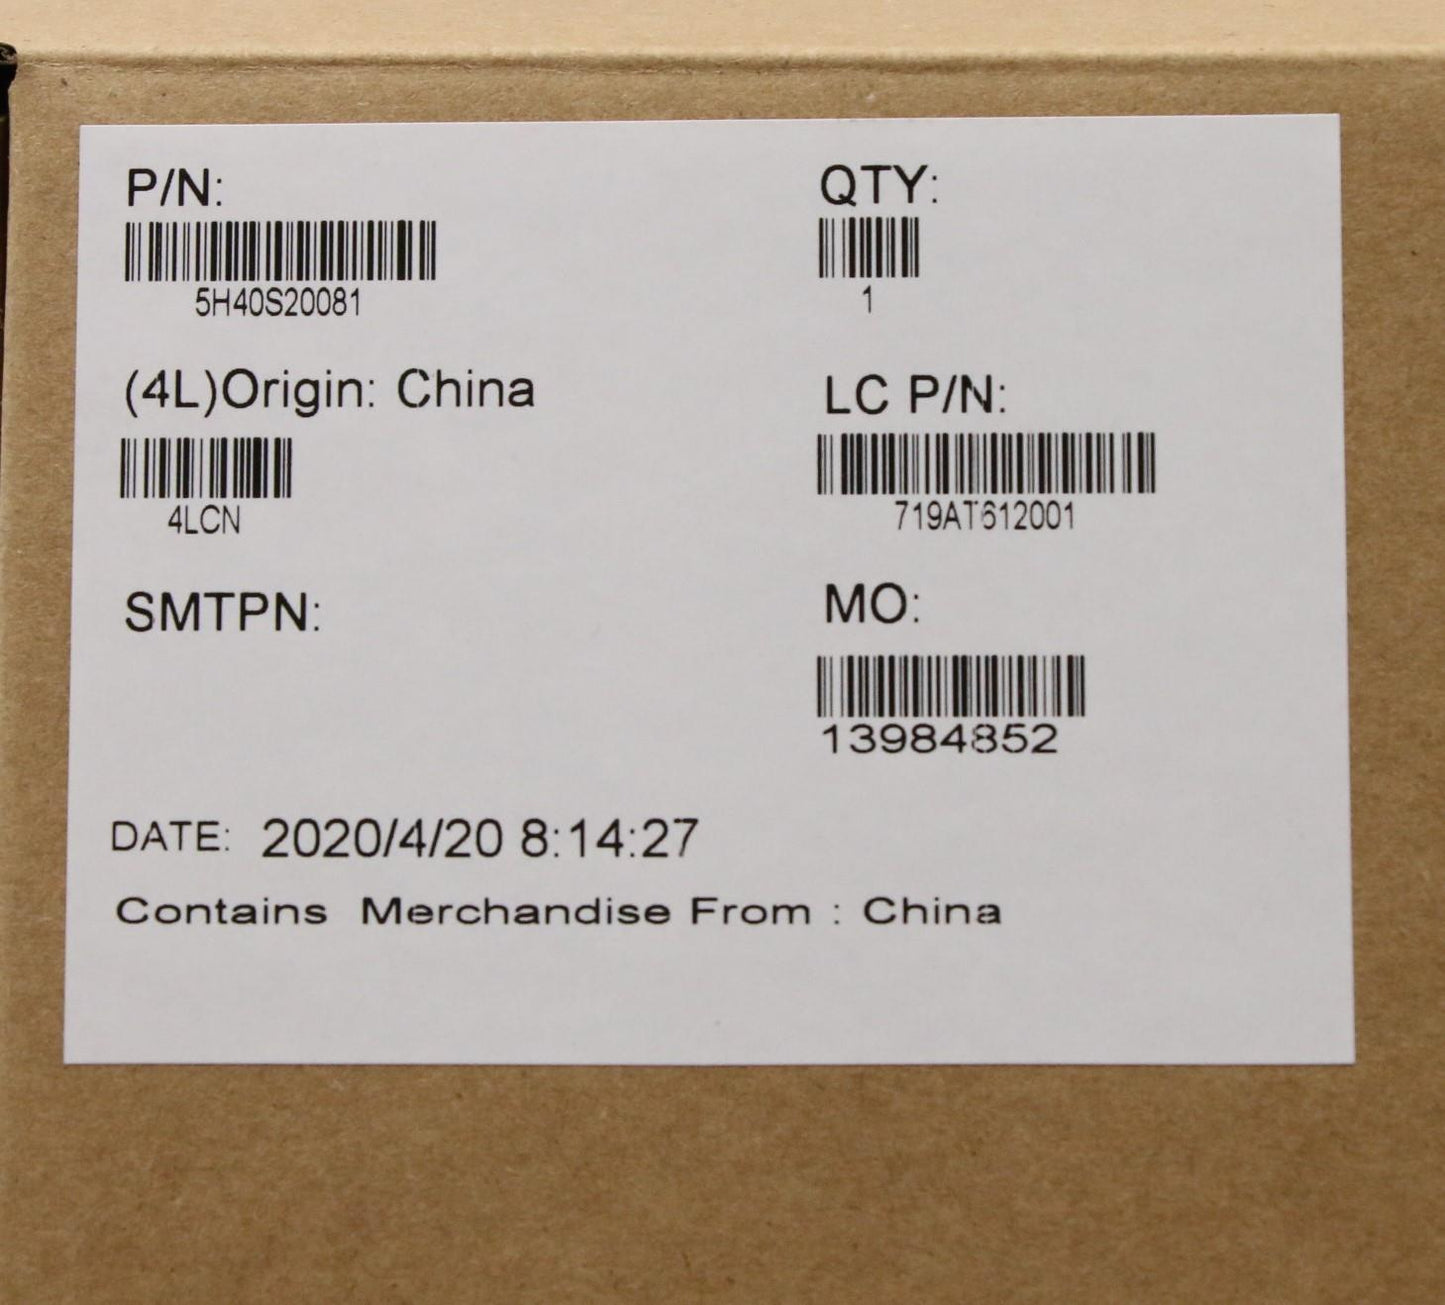 P/N:
5H40S20081
QTY:
1
(4L)Origin: China
4LCN
LC P/N:
719AT612001
SMTPN:
MO:
13984852
DATE: 2020/4/20 8:14:27
Contains Merchandise From : China